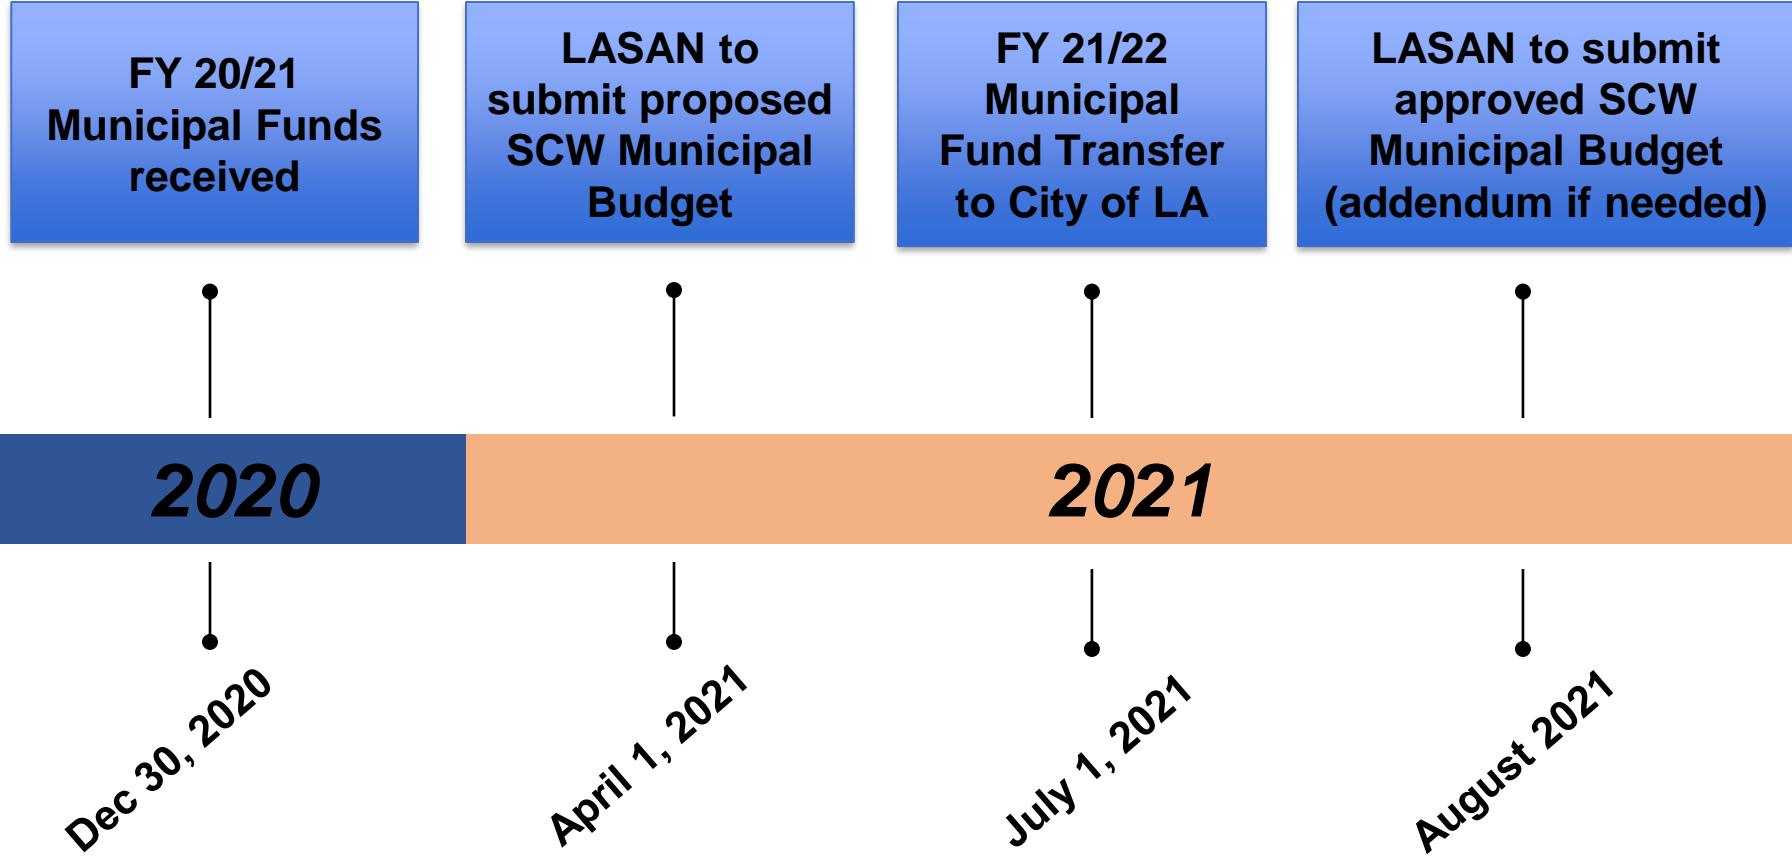 FY 20/21
Municipal Funds
received
LASAN to
submit proposed
SCW Municipal
Budget
FY 21/22
Municipal
Fund Transfer
to City of LA
LASAN to submit
approved SCW
Municipal Budget
(addendum if needed)
2020
2021
Dec 30, 2020
April 1, 2021
July 1, 2021
August 2021